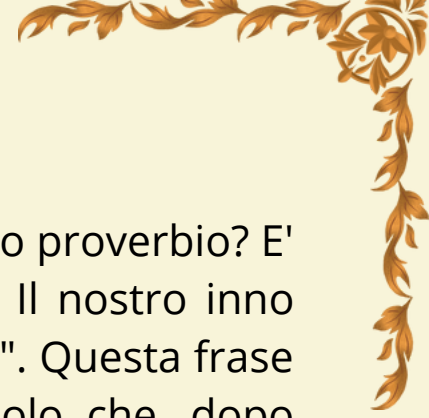 o proverbio? E'
Il nostro inno
". Questa frase
olo che, dopo